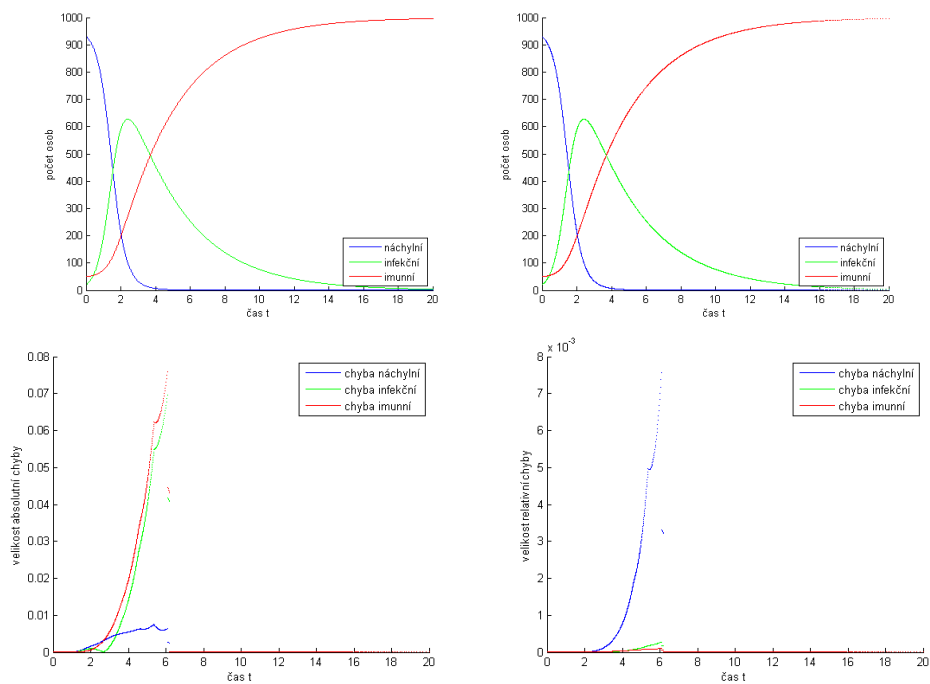 1000
900
800
700
600
500
400
300
200
100
0
počet osob
0 2 4 6 8 10 12 14 16 18 20
čas t
náchylní
infekční
imunní
1000
900
800
700
600
500
400
300
200
100
0
počet osob
0 2 4 6 8 10 12 14 16 18 20
čas t
náchylní
infekční
imunní
0.08
0.07
0.06
0.05
0.04
0.03
0.02
0.01
0
velikost absolutní chyby
0 2 4 6 8 10 12 14 16 18 20
čas t
chyba náchylní
chyba infekční
chyba imunní
x 10⁻³
8
7
6
5
4
3
2
1
0
velikost relativní chyby
0 2 4 6 8 10 12 14 16 18 20
čas t
chyba náchylní
chyba infekční
chyba imunní